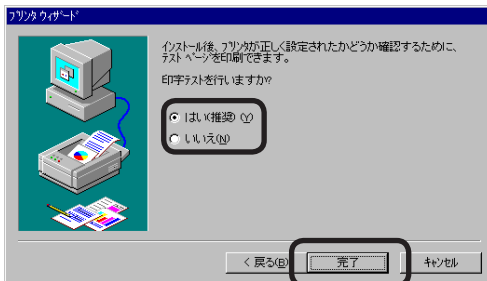 プリンタ ウィザード
インストール後、プリンタが正しく設定されたかどうか確認するために、
テスト ページを印刷できます。
印字テストを行いますか?
はい(推奨) (Y)
いいえ(N)
< 戻る(B)
完了
キャンセル